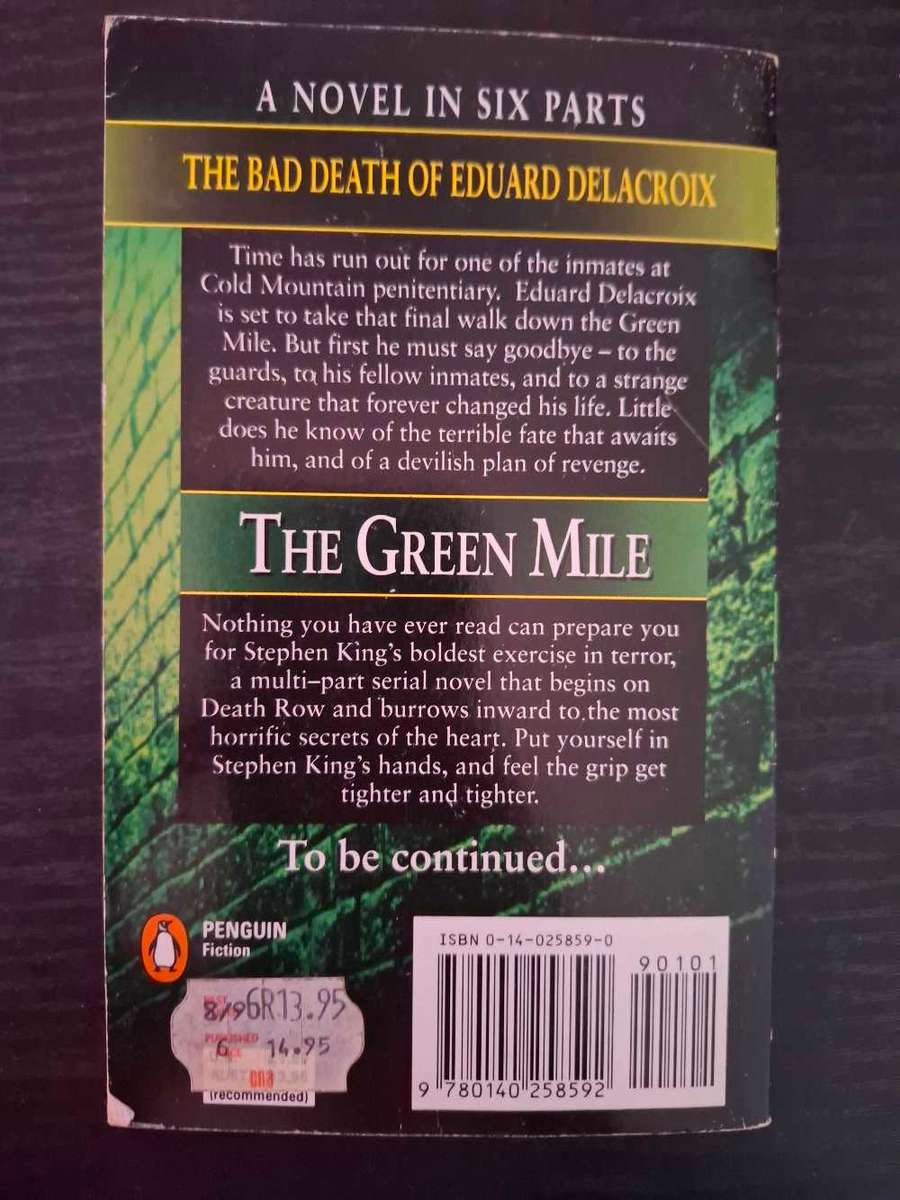 A NOVEL IN SIX PARTS
THE BAD DEATH OF EDUARD DELACROIX
Time has run out for one of the inmates at
Cold Mountain penitentiary. Eduard Delacroix
is set to take that final walk down the Green
Mile. But first he must say goodbye – to the
guards, to his fellow inmates, and to a strange
creature that forever changed his life. Little
does he know of the terrible fate that awaits
him, and of a devilish plan of revenge.
THE GREEN MILE
Nothing you have ever read can prepare you
for Stephen King's boldest exercise in terror,
a multi–part serial novel that begins on
Death Row and burrows inward to the most
horrific secrets of the heart. Put yourself in
Stephen King's hands, and feel the grip get
tighter and tighter.
To be continued...
PENGUIN
Fiction
8/96R13.95
6 14.95
cna
(recommended)
ISBN 0-14-025859-0
90101
9 780140 258592